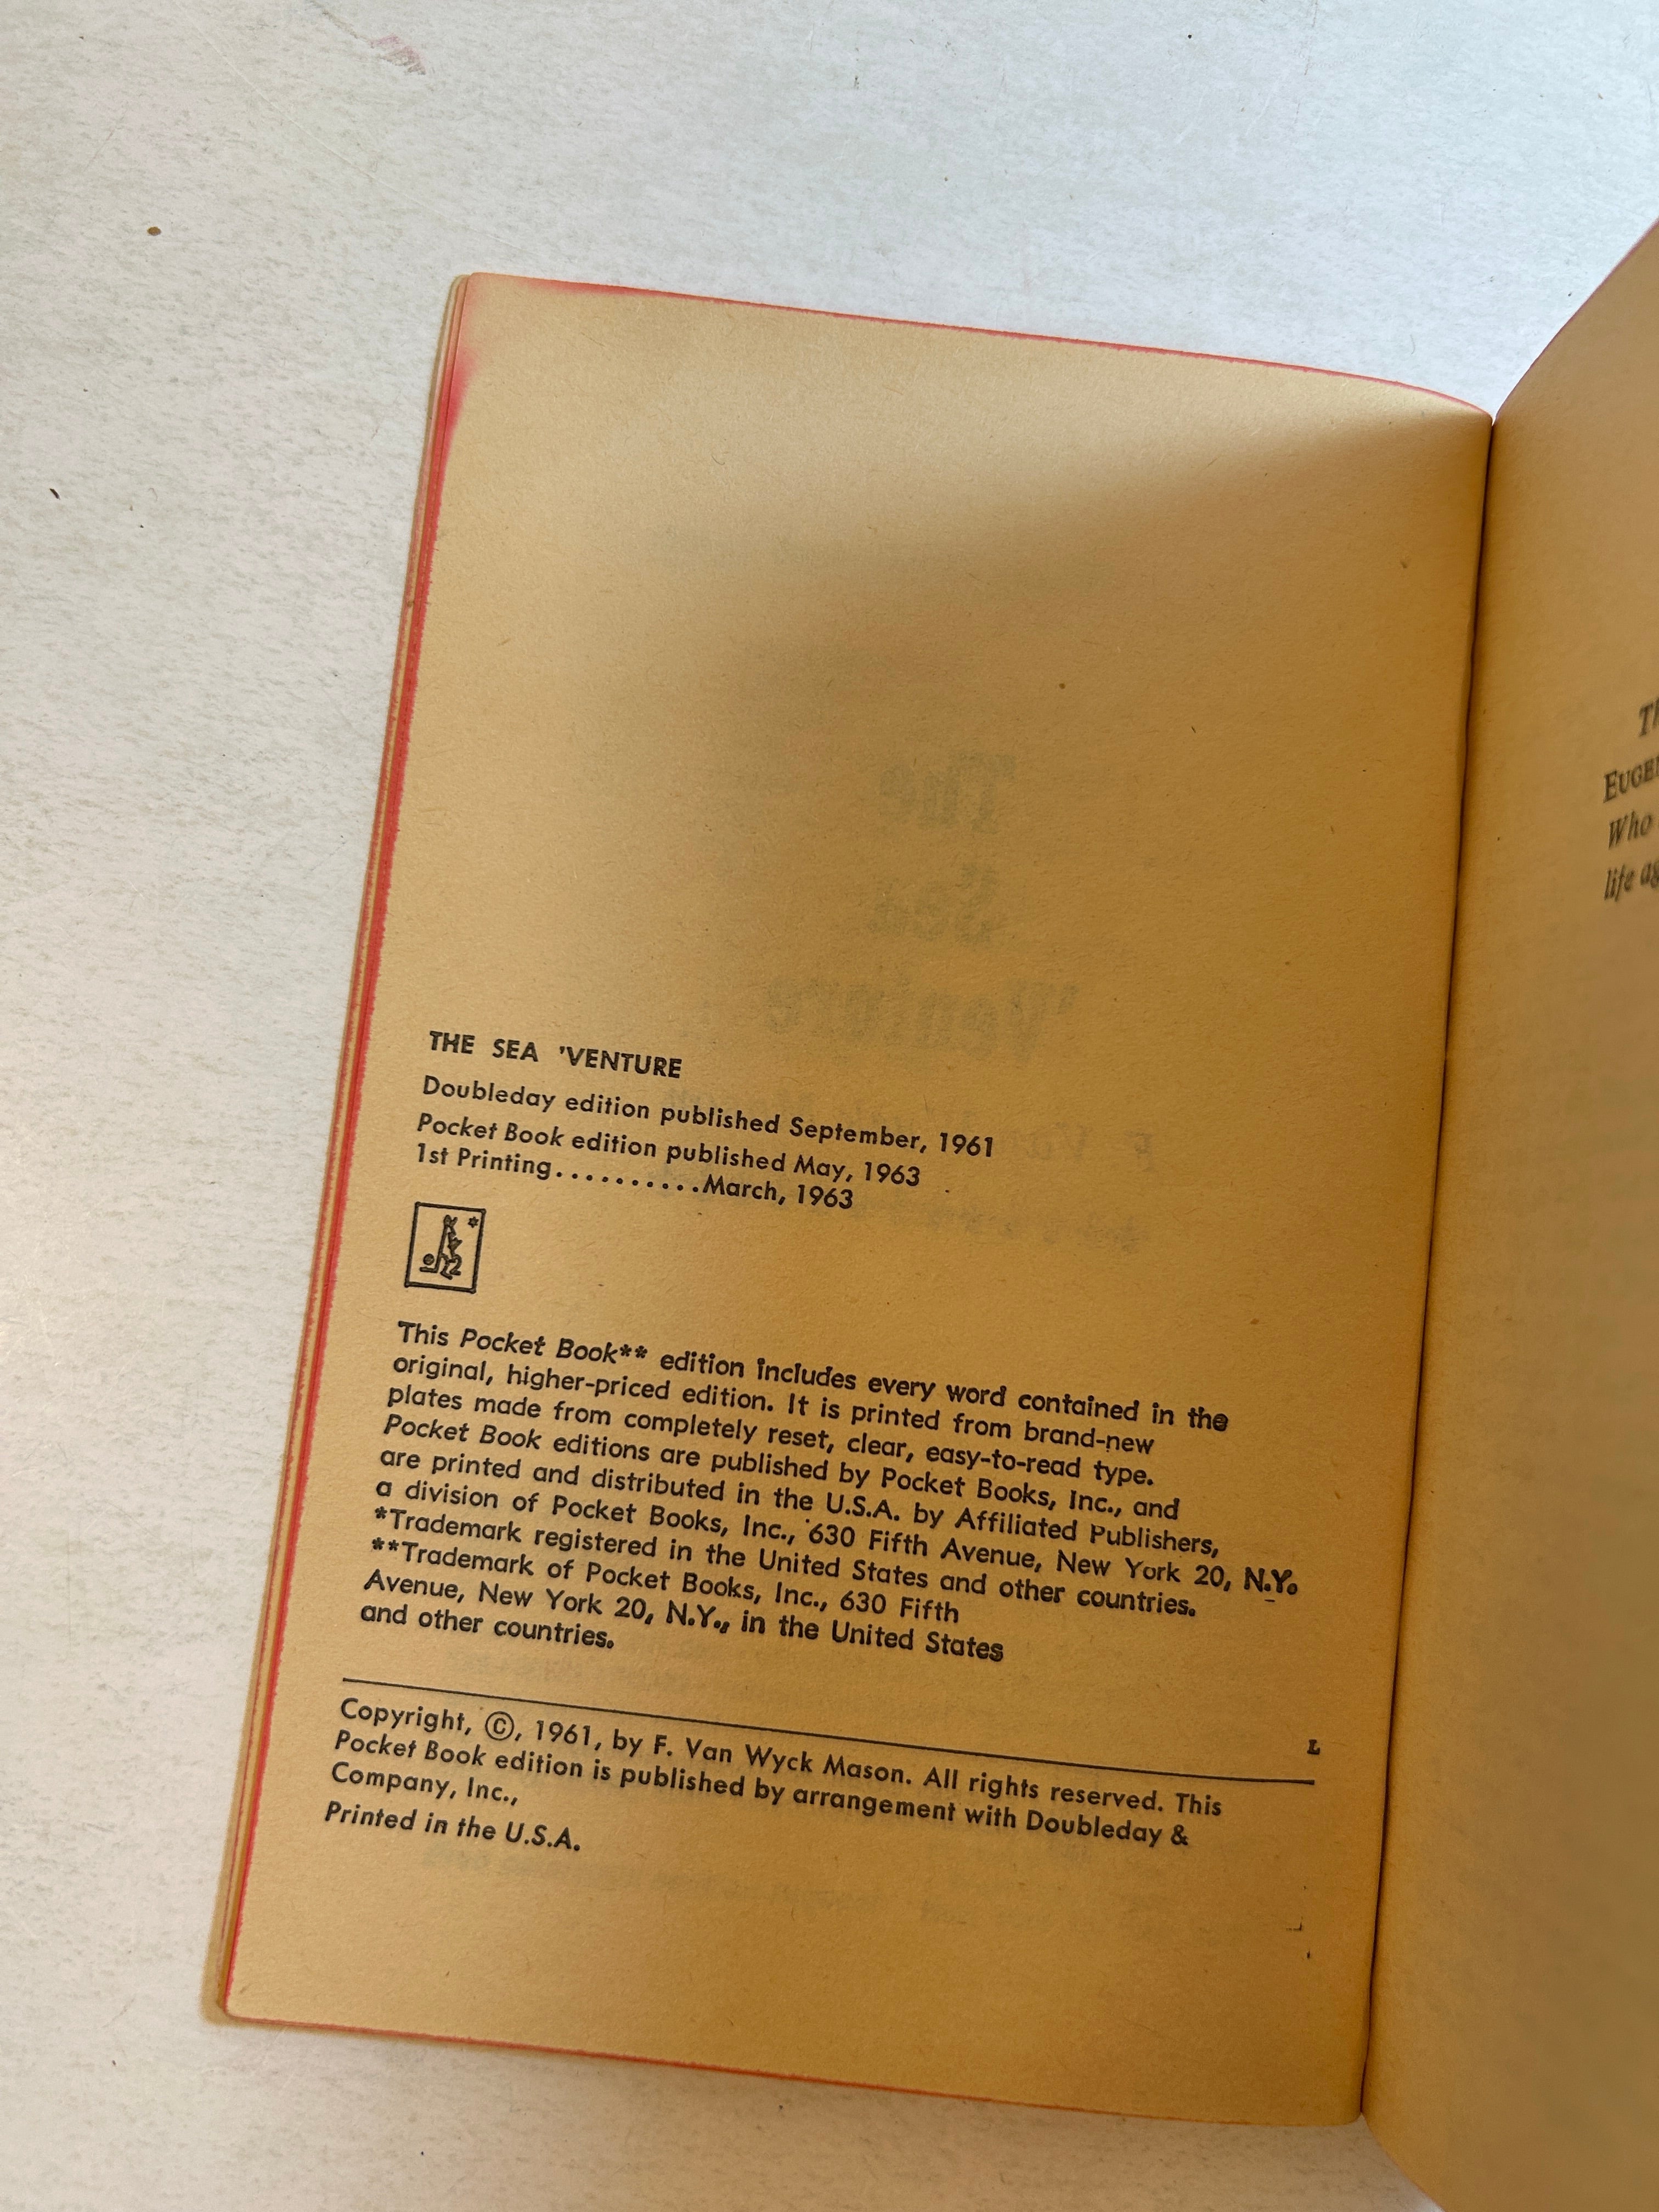 THE SEA 'VENTURE
Doubleday edition published September, 1961
Pocket Book edition published May, 1963
1st Printing..........March, 1963
This Pocket Book** edition includes every word contained in the
original, higher-priced edition. It is printed from brand-new
plates made from completely reset, clear, easy-to-read type.
Pocket Book editions are published by Pocket Books, Inc., and
are printed and distributed in the U.S.A. by Affiliated Publishers,
a division of Pocket Books, Inc., 630 Fifth Avenue, New York 20, N.Y.
*Trademark registered in the United States and other countries.
**Trademark of Pocket Books, Inc., 630 Fifth
Avenue, New York 20, N.Y., in the United States
and other countries.
L
Copyright, ©, 1961, by F. Van Wyck Mason. All rights reserved. This
Pocket Book edition is published by arrangement with Doubleday &
Company, Inc.,
Printed in the U.S.A.
Who
life